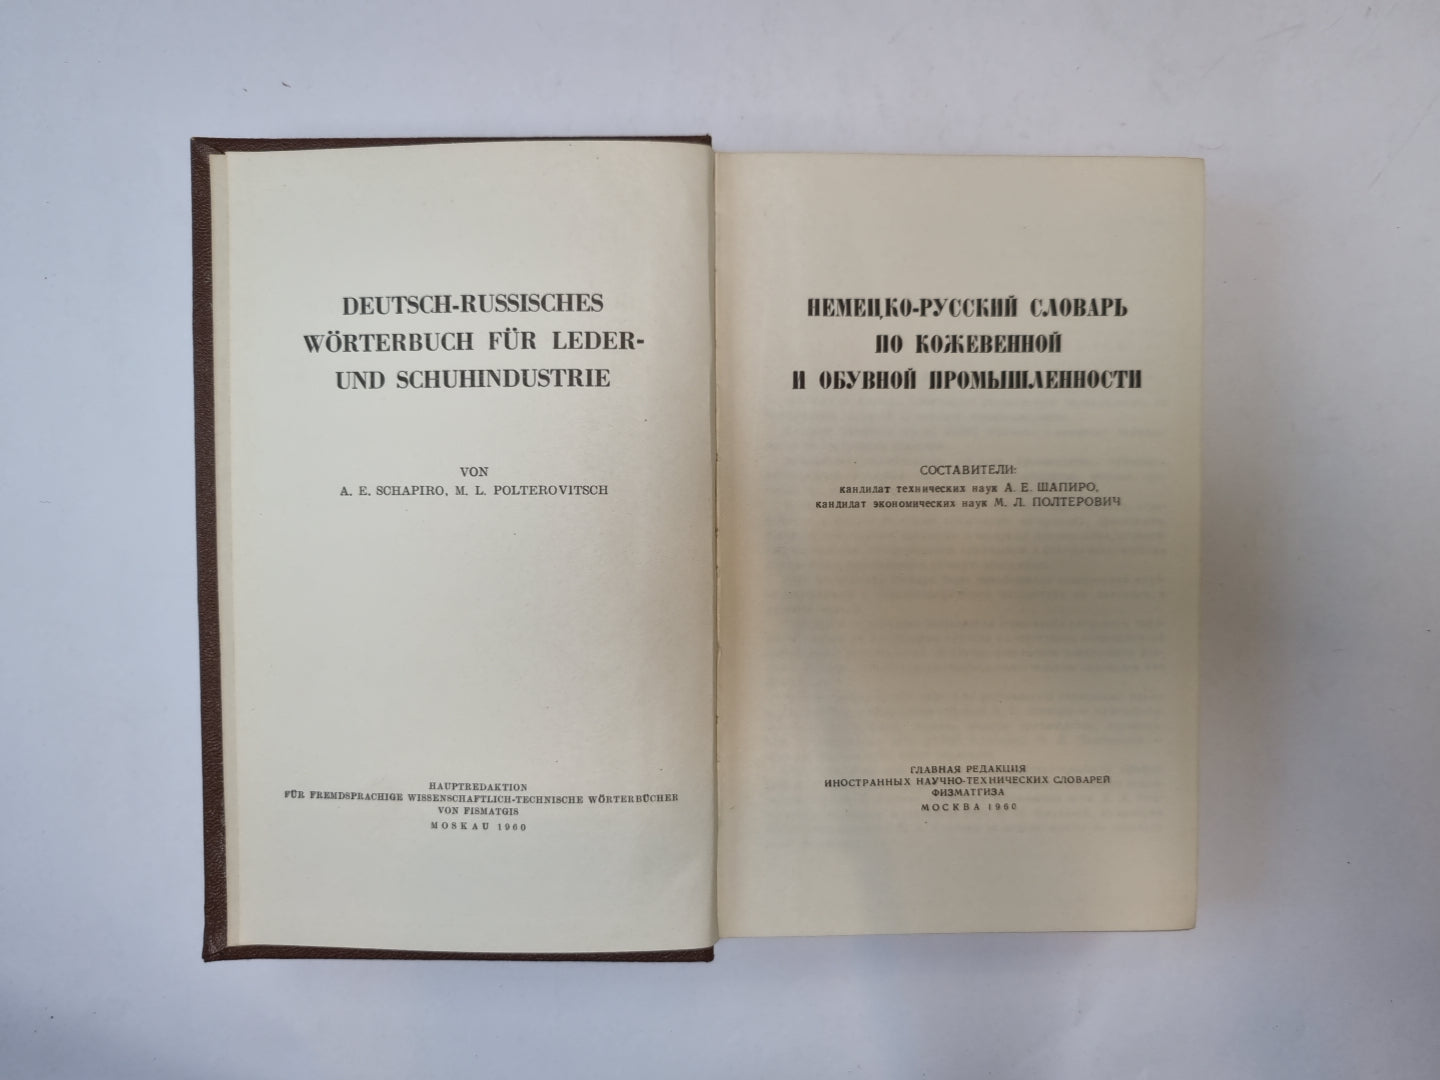 DEUTSCH-RUSSISCHES
WÖRTERBUCH FÜR LEDER-
UND SCHUHINDUSTRIE
VON
A. E. SCHAPIRO, M. L. POLTEROVITSCH
HAUPTREDAKTION
FÜR FREMDSPRACHIGE WISSENSCHAFTLICH-TECHNISCHE WÖRTERBÜCHER
VON FISMATGIS
MOSKAU 1960
НЕМЕЦКО-РУССКИЙ СЛОВАРЬ
ПО КОЖЕВЕННОЙ
И ОБУВНОЙ ПРОМЫШЛЕННОСТИ
СОСТАВИТЕЛИ:
кандидат технических наук А. Е. ШАПИРО,
кандидат экономических наук М. Л. ПОЛТЕРОВИЧ
ГЛАВНАЯ РЕДАКЦИЯ
ИНОСТРАННЫХ НАУЧНО-ТЕХНИЧЕСКИХ СЛОВАРЕЙ
ФИЗМАТГИЗА
МОСКВА 1960